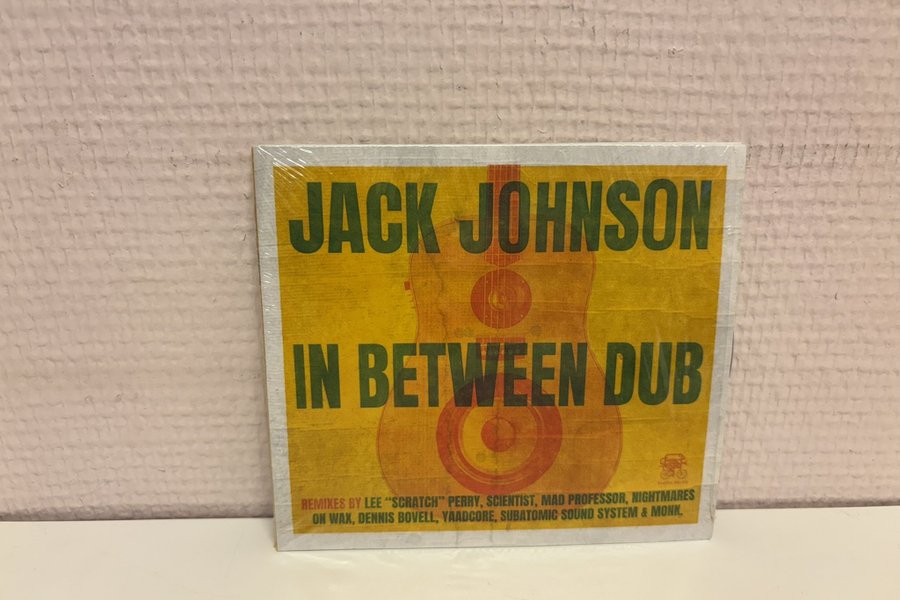 JACK JOHNSON
IN BETWEEN DUB
REMIXES BY LEE "SCRATCH" PERRY, SCIENTIST, MAD PROFESSOR, NIGHTMARES
ON WAX, DENNIS BOVELL, YAADCORE, SUBATOMIC SOUND SYSTEM & MONK.